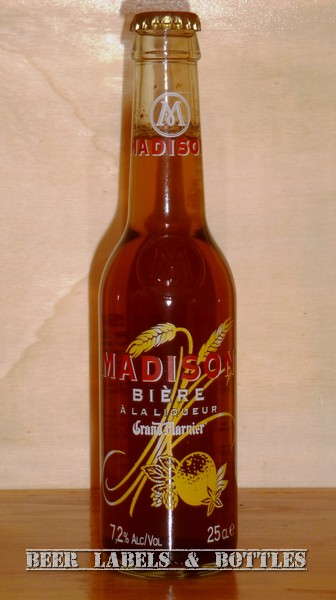 M
MADISON
M
MADISON
BIÈRE
À LA LIQUEUR
Grand Marnier
7,2% ALC/VOL 25 cl e
BEER LABELS & BOTTLES